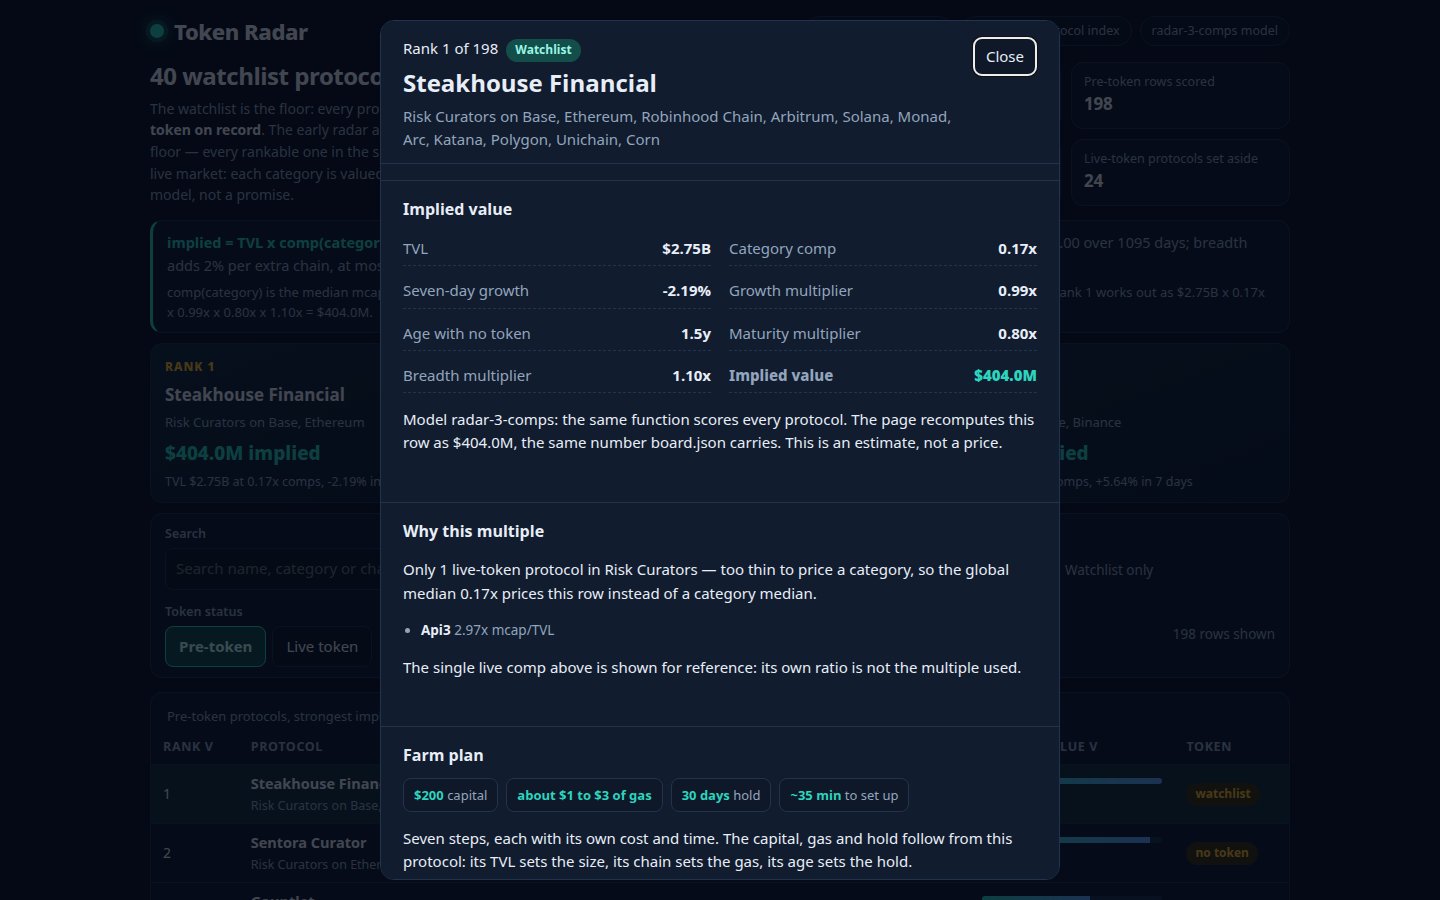 Token Radar
40 watchlist protoco
The watchlist is the floor: every pro
token on record. The early radar a
floor — every rankable one in the s
live market: each category is valued
model, not a promise.
ocol index
radar-3-comps model
Pre-token rows scored
198
Live-token protocols set aside
24
implied = TVL x comp(categor
.00 over 1095 days; breadth
adds 2% per extra chain, at mos
comp(category) is the median mcap
ank 1 works out as $2.75B x 0.17x
x 0.99x x 0.80x x 1.10x = $404.0M.
RANK 1
Steakhouse Financial
Risk Curators on Base, Ethereum
$404.0M implied
TVL $2.75B at 0.17x comps, -2.19% in
e, Binance
ied
omps, +5.64% in 7 days
Search
Search name, category or cha
Watchlist only
Token status
Pre-token
Live token
198 rows shown
Pre-token protocols, strongest imp
RANK V
PROTOCOL
LUE V
TOKEN
1
Steakhouse Finan
Risk Curators on Base,
watchlist
2
Sentora Curator
Risk Curators on Ether
no token
Rank 1 of 198
Watchlist
Close
Steakhouse Financial
Risk Curators on Base, Ethereum, Robinhood Chain, Arbitrum, Solana, Monad,
Arc, Katana, Polygon, Unichain, Corn
Implied value
TVL $2.75B Category comp 0.17x
Seven-day growth -2.19% Growth multiplier 0.99x
Age with no token 1.5y Maturity multiplier 0.80x
Breadth multiplier 1.10x Implied value $404.0M
Model radar-3-comps: the same function scores every protocol. The page recomputes this
row as $404.0M, the same number board.json carries. This is an estimate, not a price.
Why this multiple
Only 1 live-token protocol in Risk Curators — too thin to price a category, so the global
median 0.17x prices this row instead of a category median.
Api3 2.97x mcap/TVL
The single live comp above is shown for reference: its own ratio is not the multiple used.
Farm plan
$200 capital
about $1 to $3 of gas
30 days hold
~35 min to set up
Seven steps, each with its own cost and time. The capital, gas and hold follow from this
protocol: its TVL sets the size, its chain sets the gas, its age sets the hold.